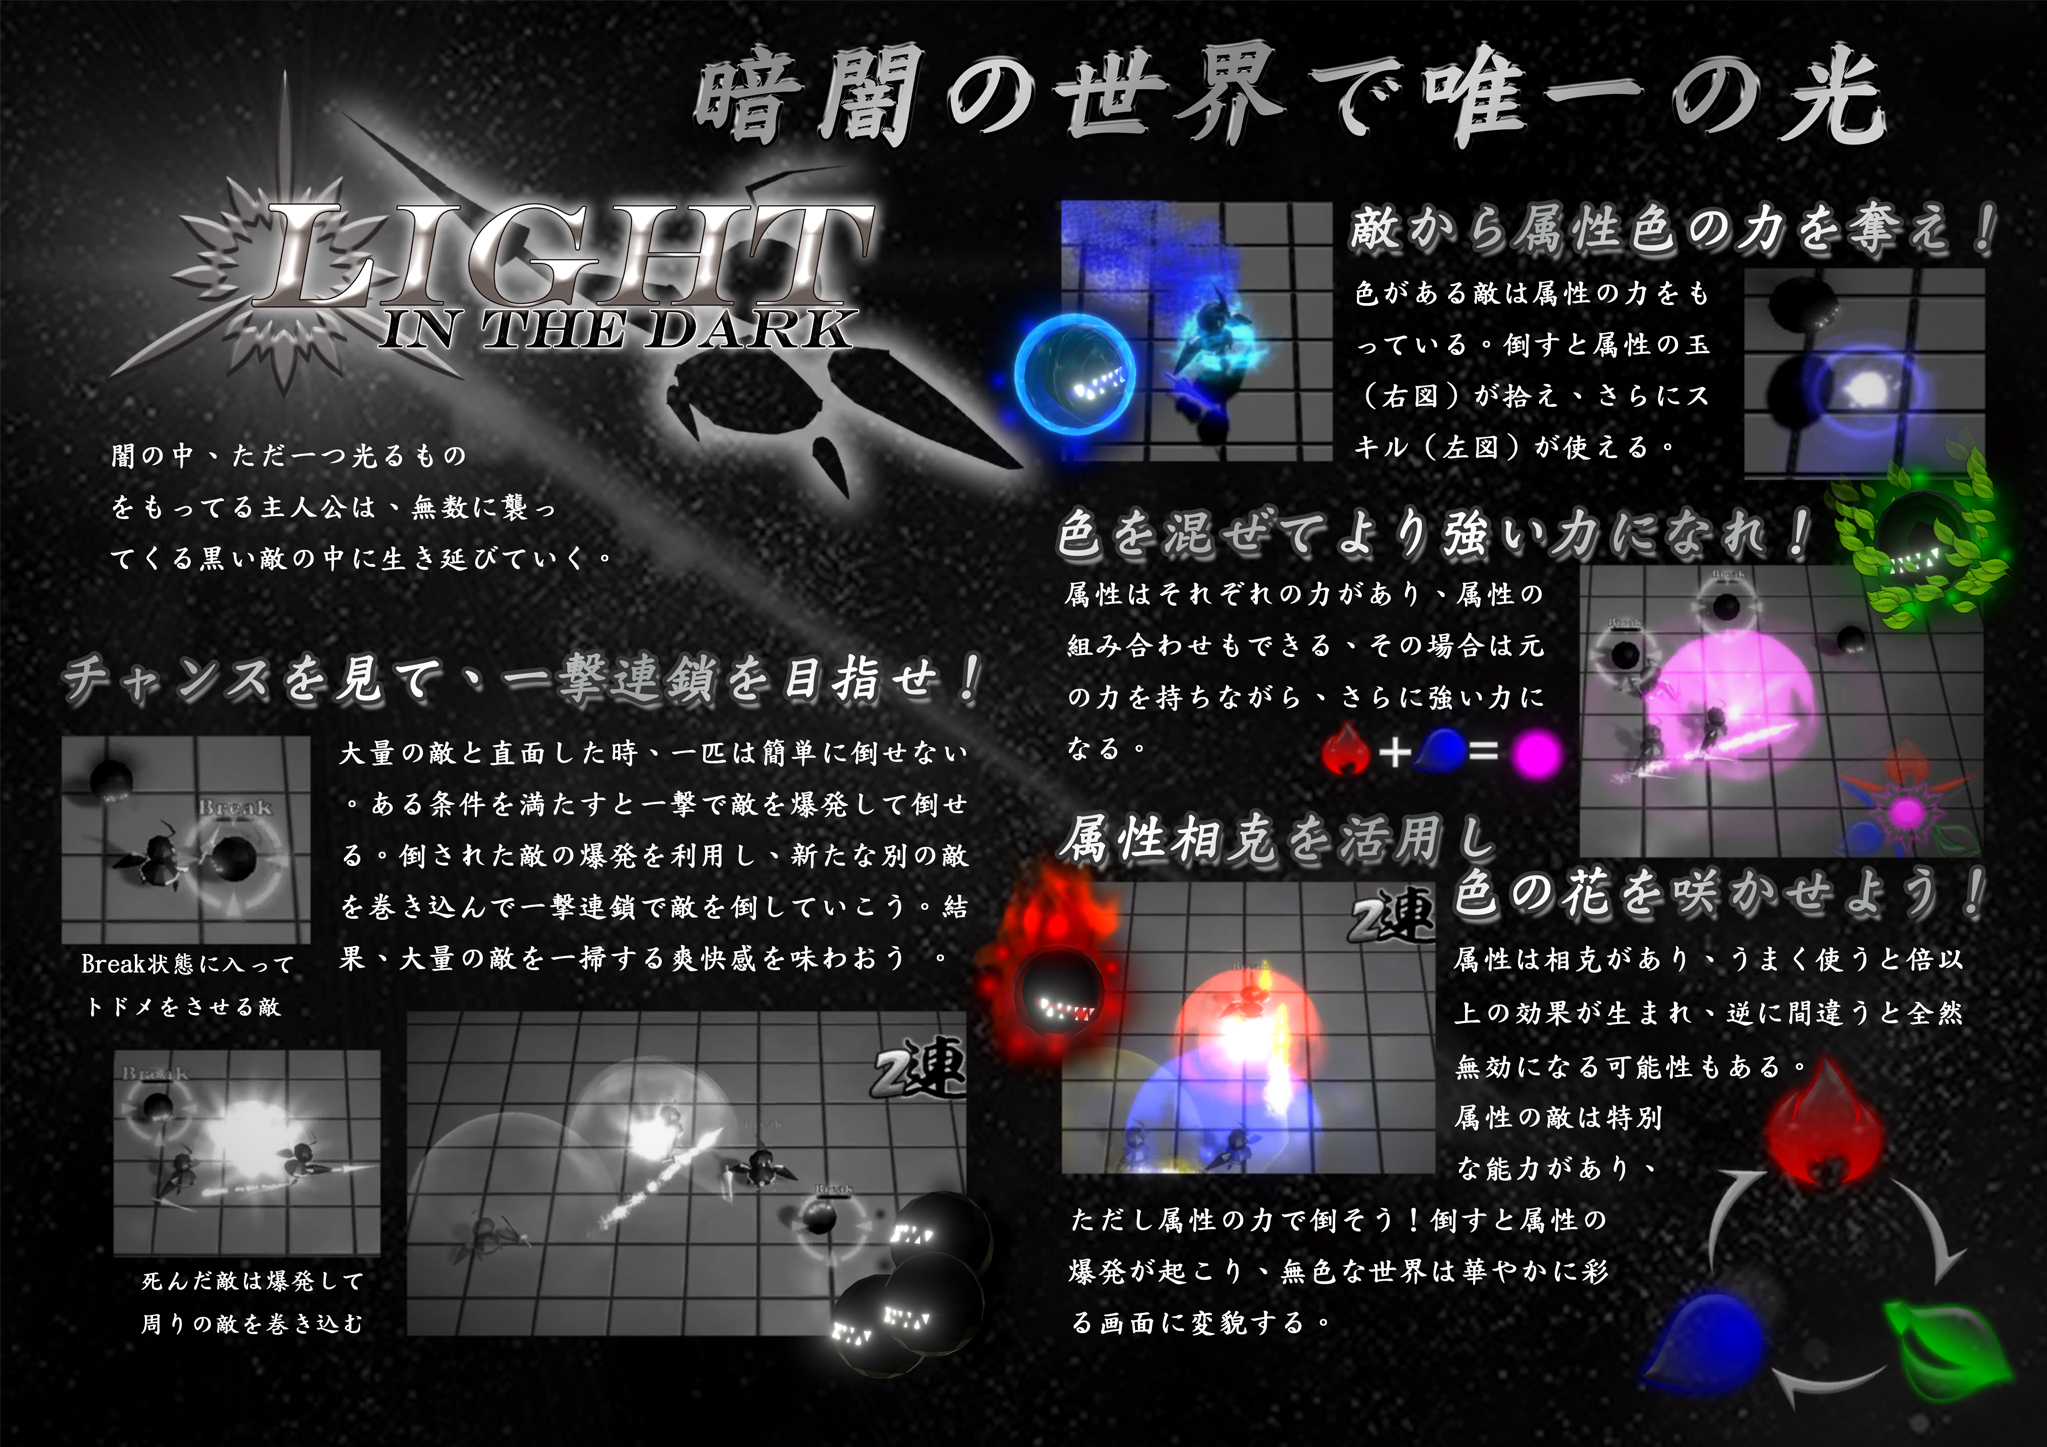 暗闇の世界で唯一の光
LIGHT
IN THE DARK
闇の中、ただ一つ光るもの
をもってる主人公は、無数に襲っ
てくる黒い敵の中に生き延びていく。
チャンスを見て、一撃連鎖を目指せ！
Break
大量の敵と直面した時、一匹は簡単に倒せない
。ある条件を満たすと一撃で敵を爆発して倒せ
る。倒された敵の爆発を利用し、新たな別の敵
を巻き込んで一撃連鎖で敵を倒していこう。結
果、大量の敵を一掃する爽快感を味わおう 。
Break状態に入って
トドメをさせる敵
Break
死んだ敵は爆発して
周りの敵を巻き込む
2連
Break
Break
敵から属性色の力を奪え！
色がある敵は属性の力をも
っている。倒すと属性の玉
（右図）が拾え、さらにス
キル（左図）が使える。
色を混ぜてより強い力になれ！
属性はそれぞれの力があり、属性の
組み合わせもできる、その場合は元
の力を持ちながら、さらに強い力に
なる。
+
=
Break
Break
属性相克を活用し
色の花を咲かせよう！
2連
Break
属性は相克があり、うまく使うと倍以
上の効果が生まれ、逆に間違うと全然
無効になる可能性もある。
属性の敵は特別
な能力があり、
ただし属性の力で倒そう！倒すと属性の
爆発が起こり、無色な世界は華やかに彩
る画面に変貌する。